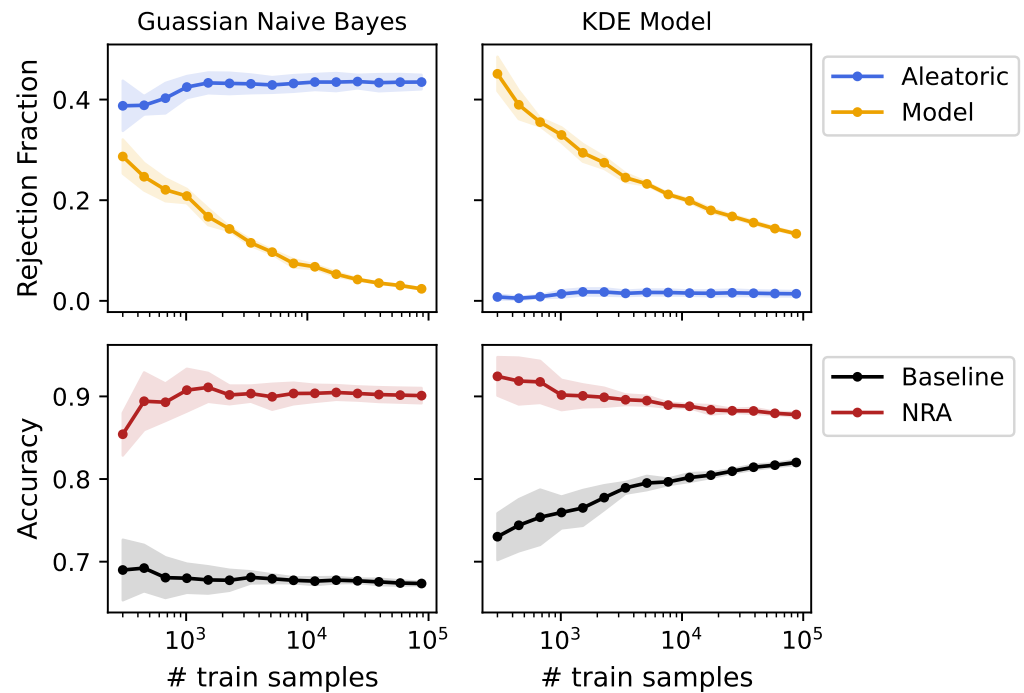 Guassian Naive Bayes
KDE Model
Rejection Fraction
0.4
0.2
0.0
Aleatoric
Model
Accuracy
0.9
0.8
0.7
Baseline
NRA
10³ 10⁴ 10⁵
10³ 10⁴ 10⁵
# train samples
# train samples